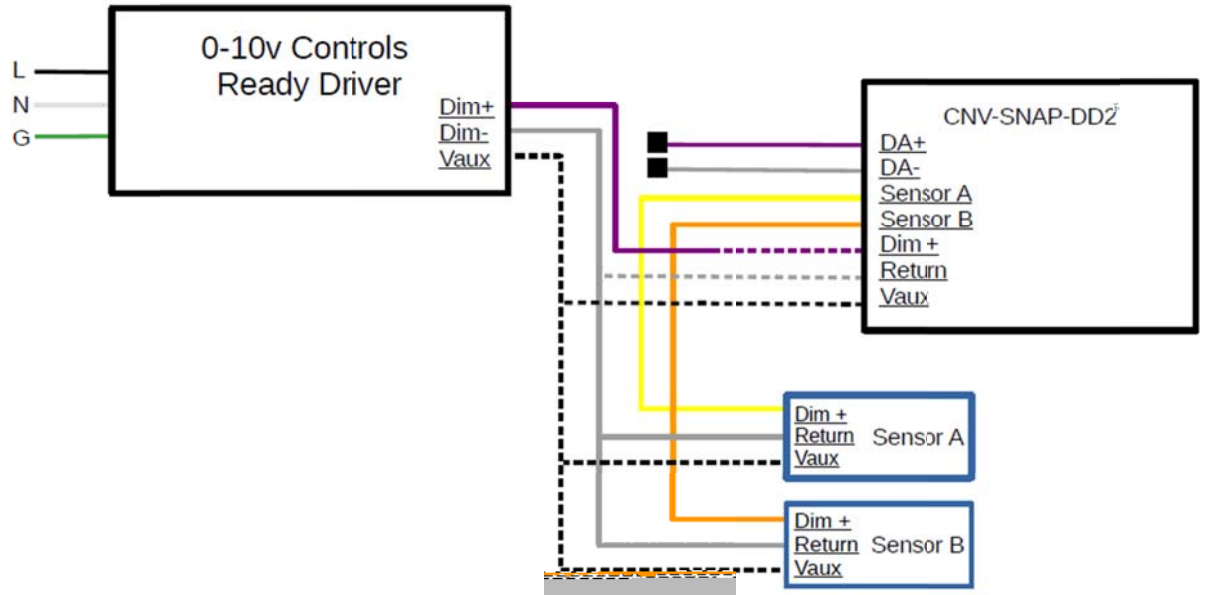 0-10v Controls
Ready Driver
L
N
G
Dim+
Dim-
Vaux
CNV-SNAP-DD2
DA+
DA-
Sensor A
Sensor B
Dim +
Return
Vaux
Dim +
Return
Vaux
Sensor A
Dim +
Return
Vaux
Sensor B